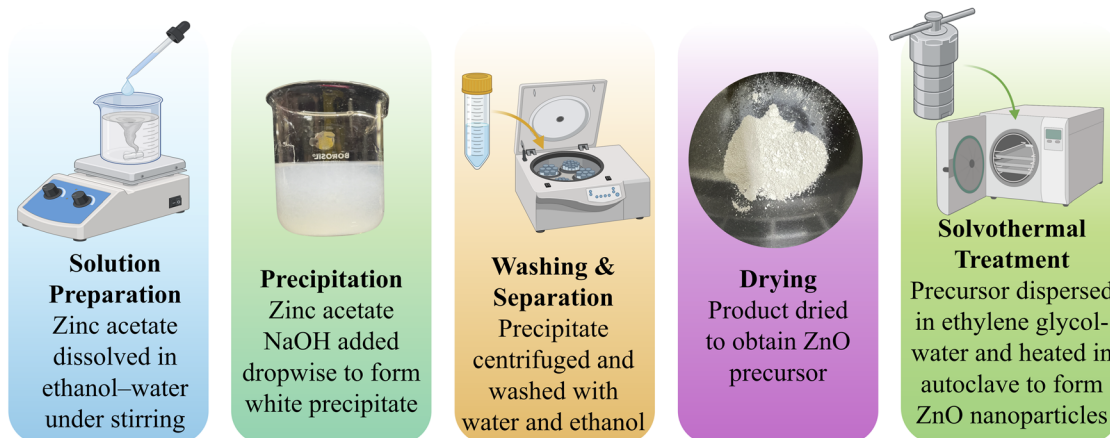 Solution
Preparation
Zinc acetate
dissolved in
ethanol–water
under stirring
BOROSIL
Precipitation
Zinc acetate
NaOH added
dropwise to form
white precipitate
Washing &
Separation
Precipitate
centrifuged and
washed with
water and ethanol
Drying
Product dried
to obtain ZnO
precursor
Solvothermal
Treatment
Precursor dispersed
in ethylene glycol-
water and heated in
autoclave to form
ZnO nanoparticles